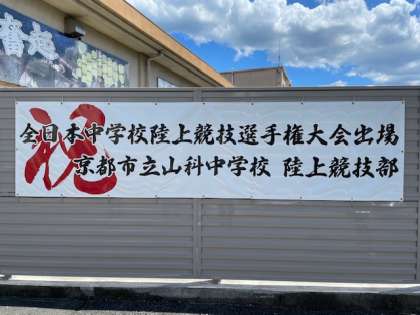 祝
全日本中学校陸上競技選手権大会出場
京都市立山科中学校 陸上競技部